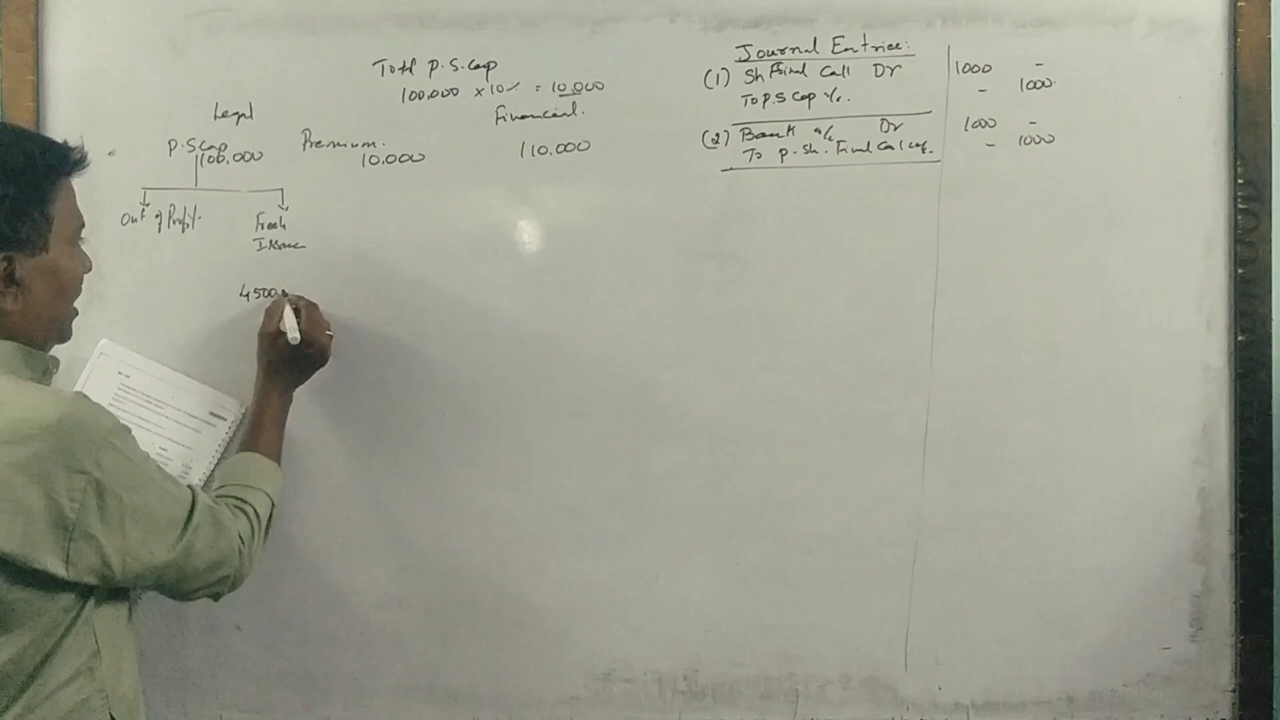 Total P.S.Cap
100,000 × 10% = 10,000
Legal
Financial.
P.S Cap
Premium.
100,000
10,000
110,000
Out of Profit
Fresh
Issue
4500
Journal Entries:
(1) Sh Final Call Dr 1000 -
To P.S Cap a/c. - 1000
(2) Bank a/c Dr 1000 -
To p. Sh. Final Call a/c. - 1000